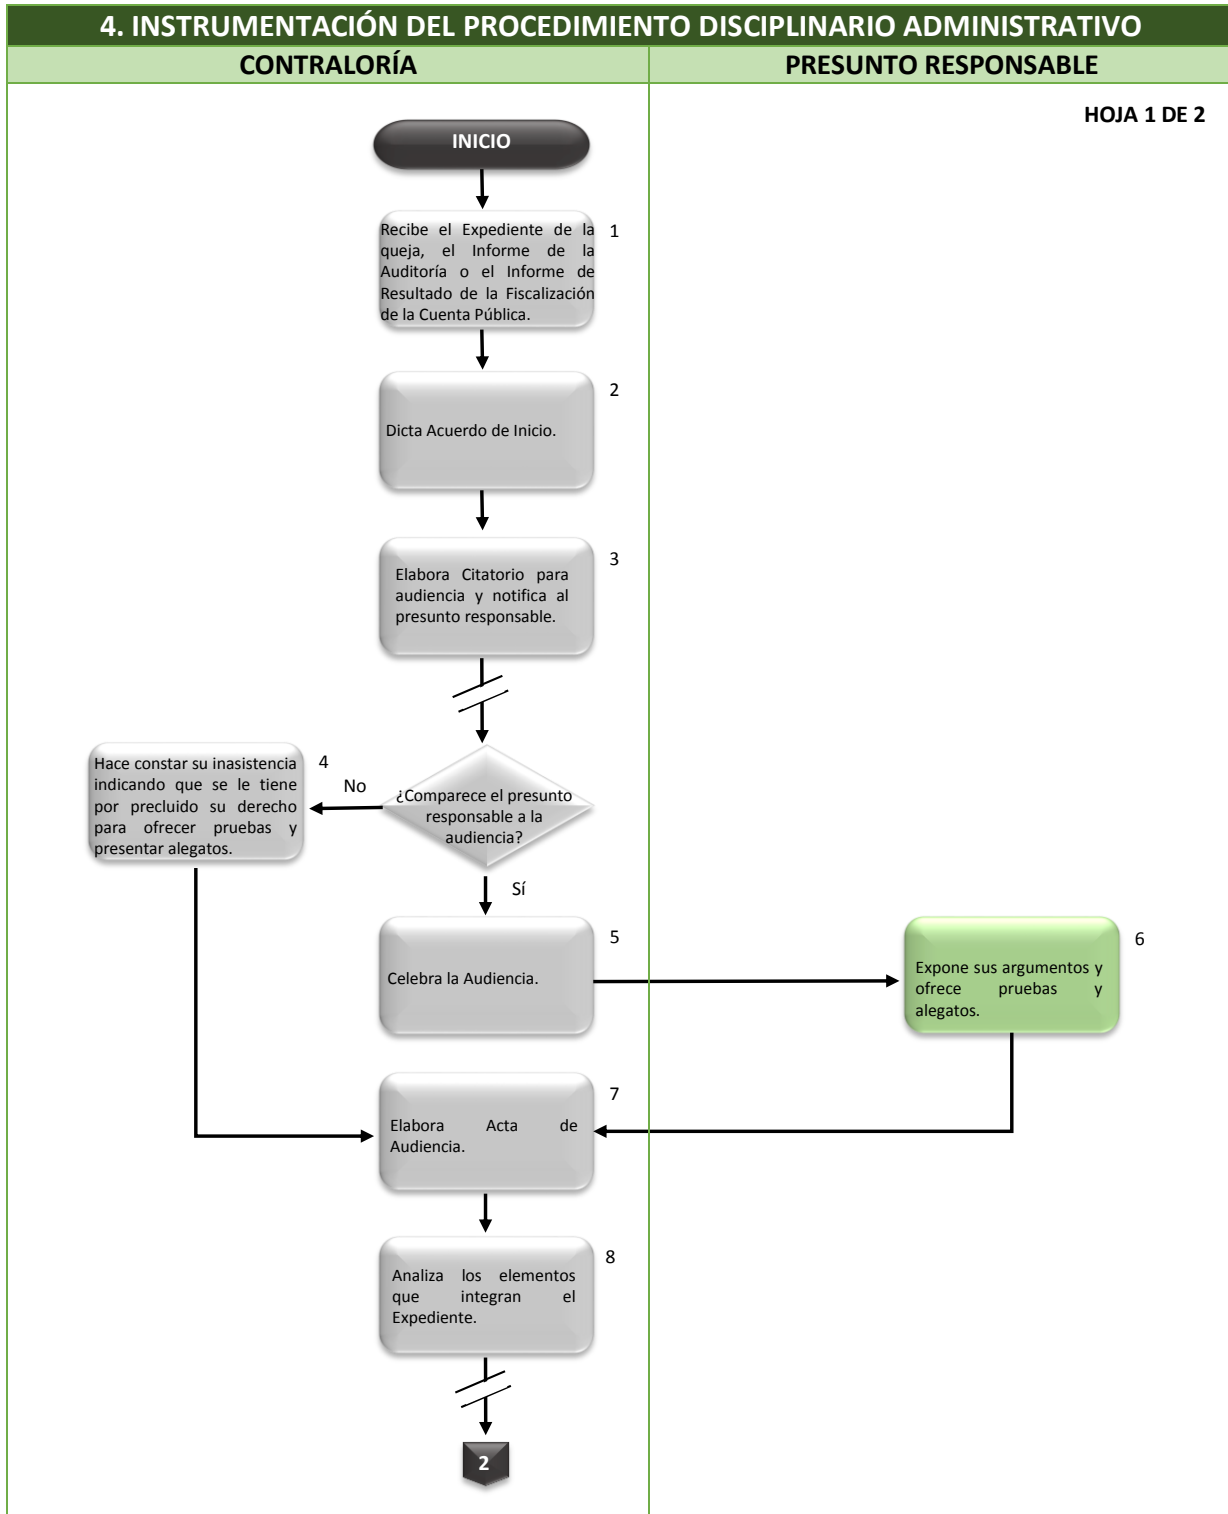 4. INSTRUMENTACIÓN DEL PROCEDIMIENTO DISCIPLINARIO ADMINISTRATIVO
CONTRALORÍA
PRESUNTO RESPONSABLE
HOJA 1 DE 2
INICIO
Recibe el Expediente de la
queja, el Informe de la
Auditoría o el Informe de
Resultado de la Fiscalización
de la Cuenta Pública.
1
Dicta Acuerdo de Inicio.
2
Elabora Citatorio para
audiencia y notifica al
presunto responsable.
3
¿Comparece el presunto
responsable a la
audiencia?
No
Hace constar su inasistencia
indicando que se le tiene
por precluido su derecho
para ofrecer pruebas y
presentar alegatos.
4
Sí
Celebra la Audiencia.
5
Expone sus argumentos y
ofrece pruebas y
alegatos.
6
Elabora Acta de
Audiencia.
7
Analiza los elementos
que integran el
Expediente.
8
2